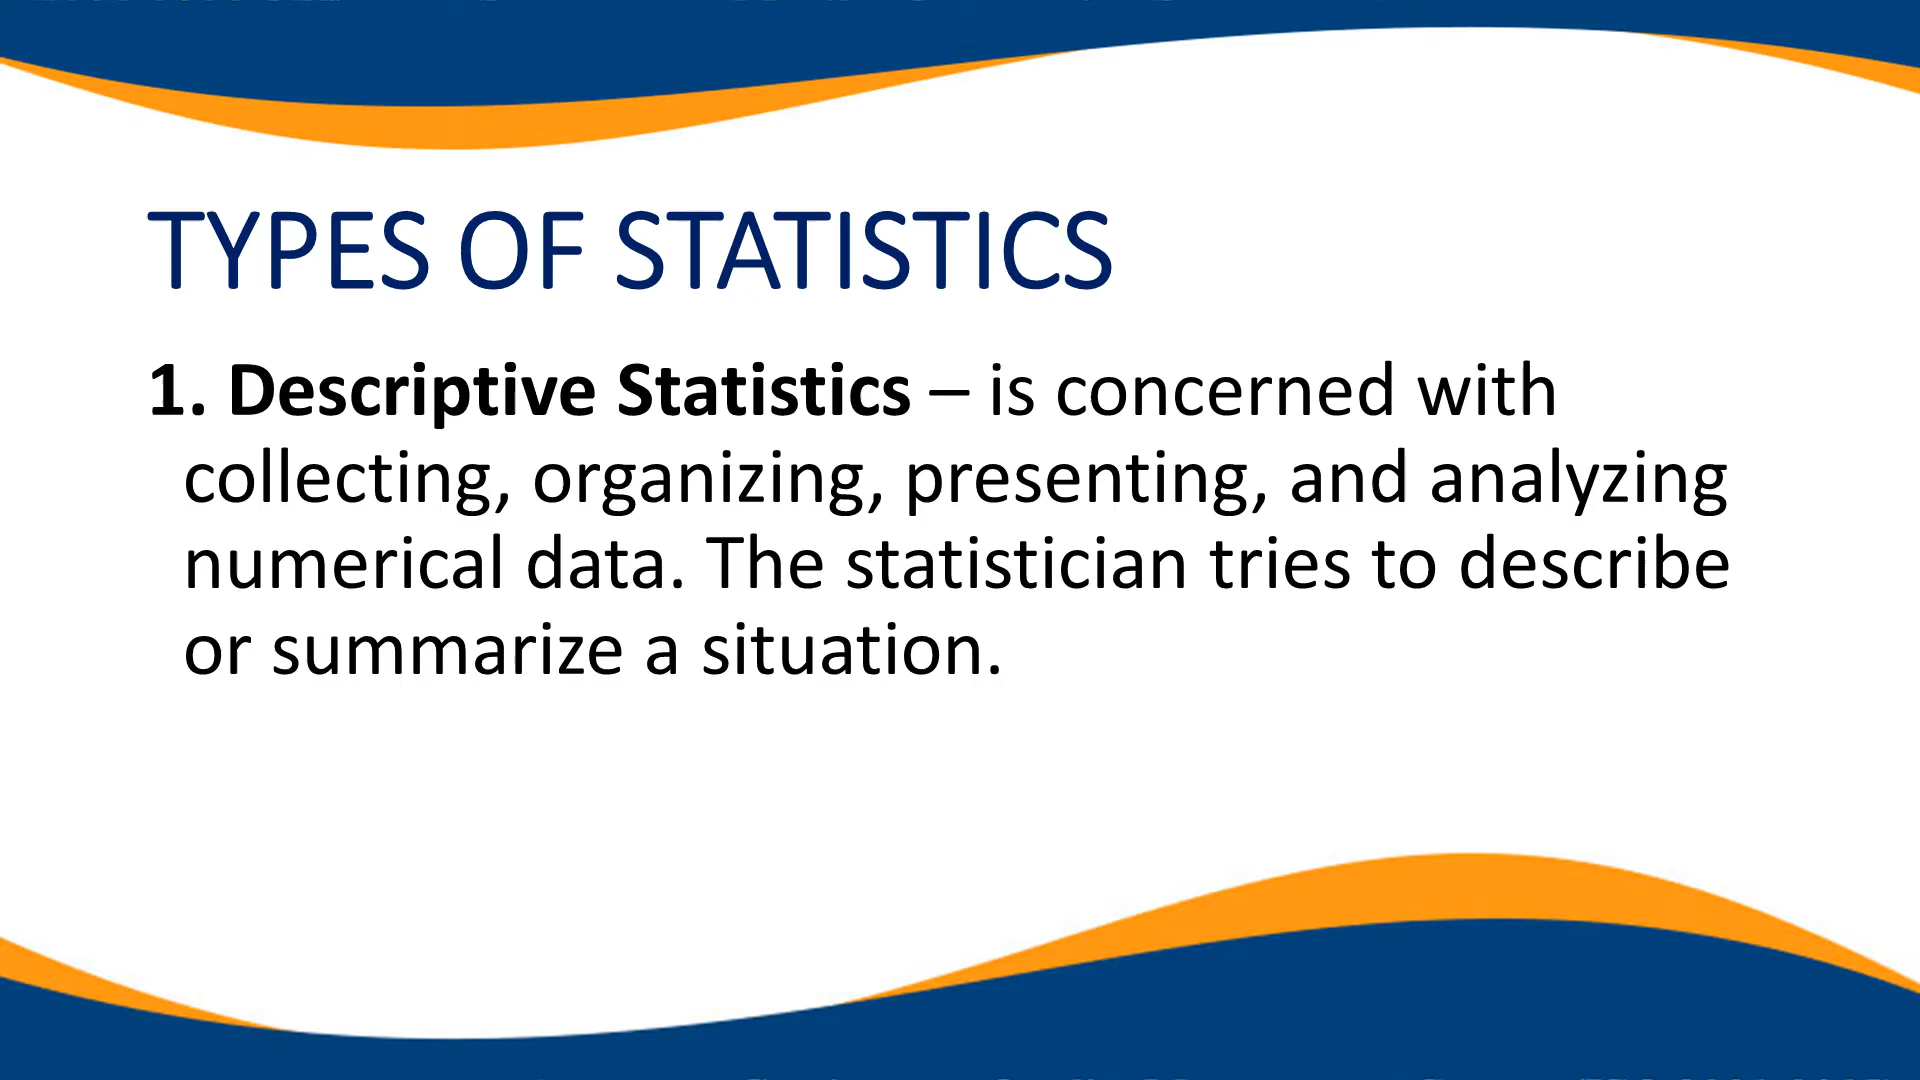 TYPES OF STATISTICS
1. Descriptive Statistics – is concerned with
collecting, organizing, presenting, and analyzing
numerical data. The statistician tries to describe
or summarize a situation.